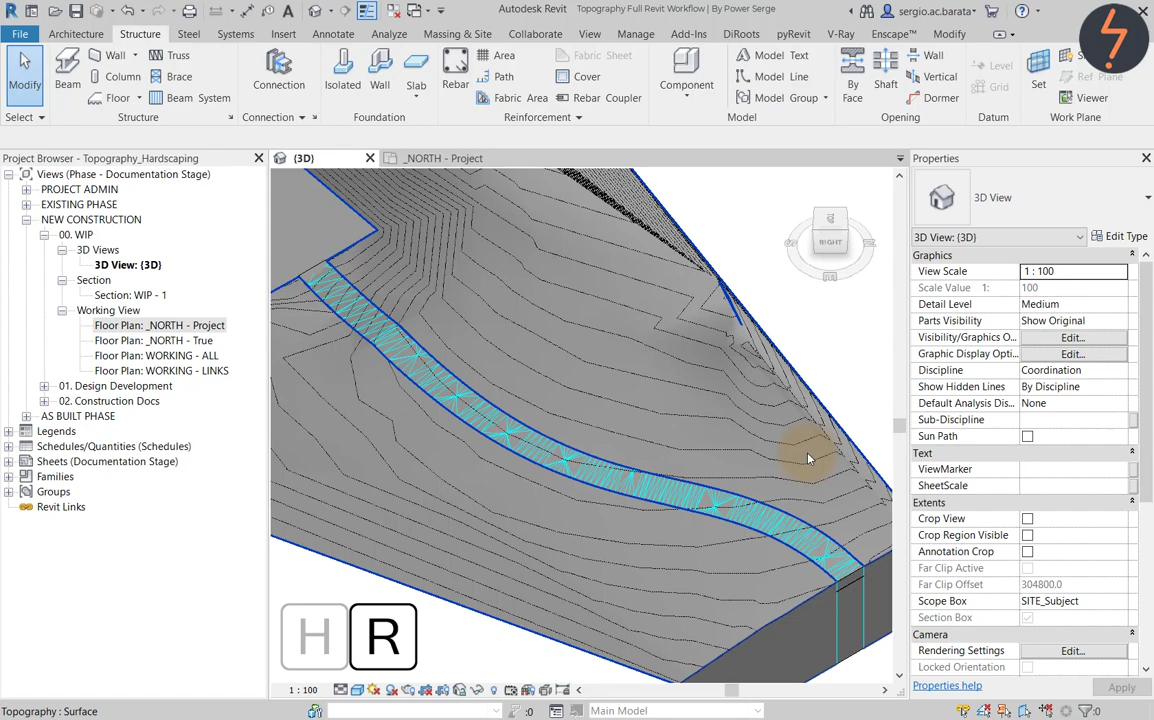 Autodesk Revit
Topography Full Revit Workflow | By Power Serge
sergio.ac.barata
File Architecture Structure Steel Systems Insert Annotate Analyze Massing & Site Collaborate View Manage Add-Ins DiRoots pyRevit V-Ray Enscape™ Modify
Modify
Select
Beam
Wall
Column
Floor
Truss
Brace
Beam System
Structure
Connection
Connection
Isolated
Wall
Slab
Foundation
Rebar
Area
Path
Fabric Area
Fabric Sheet
Cover
Rebar Coupler
Reinforcement
Component
Model Text
Model Line
Model Group
Model
By Face
Shaft
Wall
Vertical
Dormer
Opening
Level
Grid
Datum
Set
Ref
Viewer
Work Plane
Project Browser - Topography_Hardscaping
Views (Phase - Documentation Stage)
PROJECT ADMIN
EXISTING PHASE
NEW CONSTRUCTION
00. WIP
3D Views
3D View: {3D}
Section
Section: WIP - 1
Working View
Floor Plan: _NORTH - Project
Floor Plan: _NORTH - True
Floor Plan: WORKING - ALL
Floor Plan: WORKING - LINKS
01. Design Development
02. Construction Docs
AS BUILT PHASE
Legends
Schedules/Quantities (Schedules)
Sheets (Documentation Stage)
Families
Groups
Revit Links
{3D}
_NORTH - Project
RIGHT
H R
1 : 100
Properties
3D View
3D View: {3D} Edit Type
Graphics
View Scale 1 : 100
Scale Value 1: 100
Detail Level Medium
Parts Visibility Show Original
Visibility/Graphics O... Edit...
Graphic Display Opti... Edit...
Discipline Coordination
Show Hidden Lines By Discipline
Default Analysis Dis... None
Sub-Discipline
Sun Path
Text
ViewMarker
SheetScale
Extents
Crop View
Crop Region Visible
Annotation Crop
Far Clip Active
Far Clip Offset 304800.0
Scope Box SITE_Subject
Section Box
Camera
Rendering Settings Edit...
Locked Orientation
Properties help Apply
Topography : Surface
:0
Main Model
:0